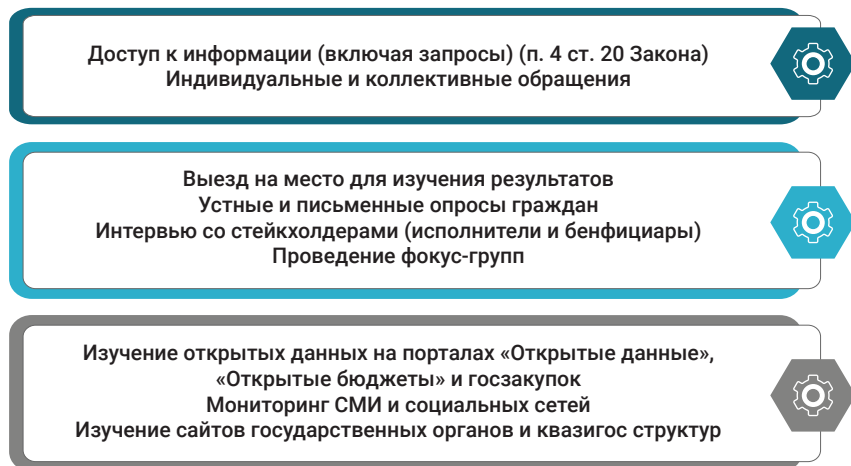 Доступ к информации (включая запросы) (п. 4 ст. 20 Закона)
Индивидуальные и коллективные обращения
Выезд на место для изучения результатов
Устные и письменные опросы граждан
Интервью со стейкхолдерами (исполнители и бенфициары)
Проведение фокус-групп
Изучение открытых данных на порталах «Открытые данные»,
«Открытые бюджеты» и госзакупок
Мониторинг СМИ и социальных сетей
Изучение сайтов государственных органов и квазигос структур